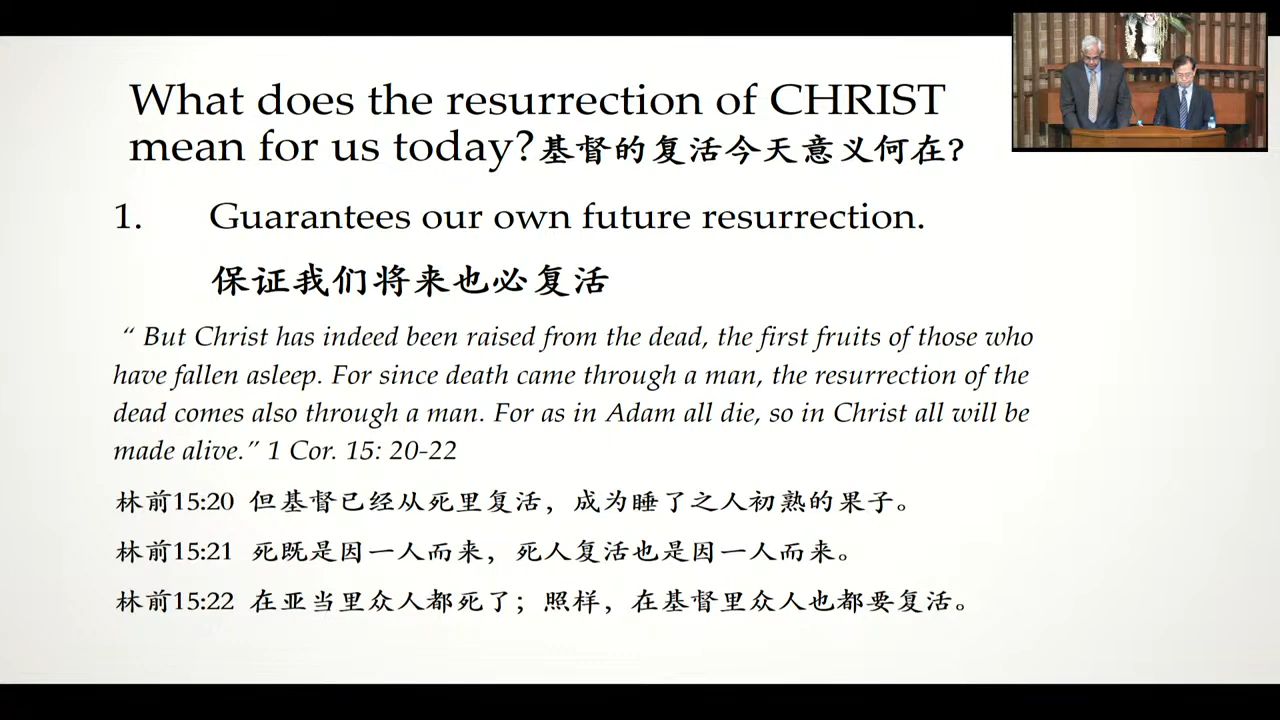 What does the resurrection of CHRIST
mean for us today?基督的复活今天意义何在?
1. Guarantees our own future resurrection.
保证我们将来也必复活
“ But Christ has indeed been raised from the dead, the first fruits of those who
have fallen asleep. For since death came through a man, the resurrection of the
dead comes also through a man. For as in Adam all die, so in Christ all will be
made alive.” 1 Cor. 15: 20-22
林前15:20 但基督已经从死里复活，成为睡了之人初熟的果子。
林前15:21 死既是因一人而来，死人复活也是因一人而来。
林前15:22 在亚当里众人都死了；照样，在基督里众人也都要复活。